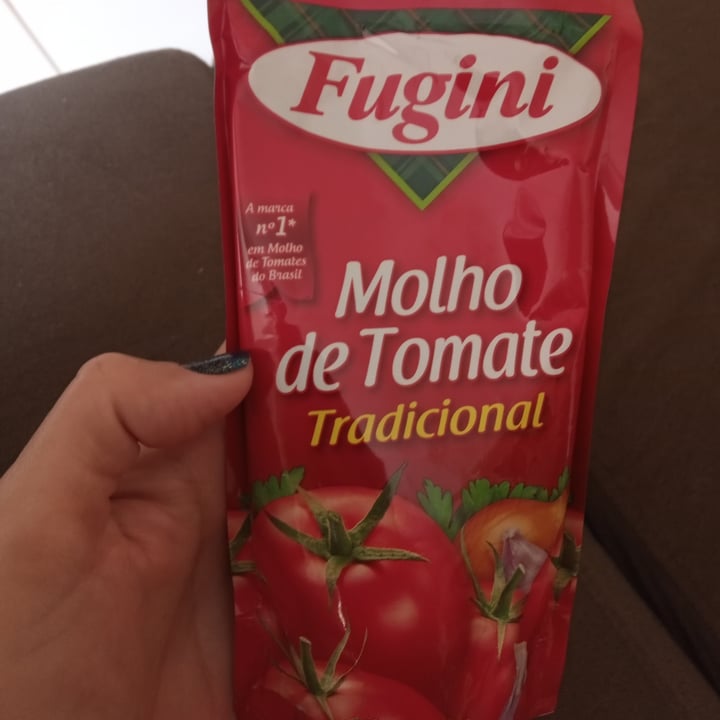 Fugini
A marca
nº1*
em Molho
de Tomates
do Brasil
Molho
de Tomate
Tradicional